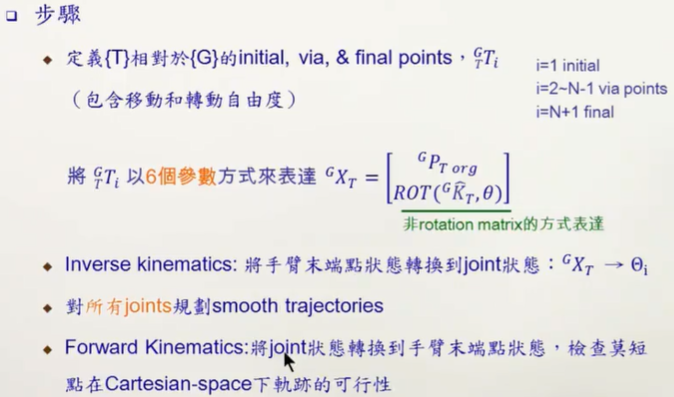 步驟
定義{T}相對於{G}的initial, via, & final points，$^G_T T_i$
i=1 initial
（包含移動和轉動自由度）
i=2~N-1 via points
i=N+1 final
將 $^G_T T_i$ 以6個參數方式來表達 $^G X_T = \begin{bmatrix} ^G P_{T\,org} \\ ROT(^G\hat{K}_T, \theta) \end{bmatrix}$
非rotation matrix的方式表達
Inverse kinematics: 將手臂末端點狀態轉換到joint狀態：$^G X_T \rightarrow \Theta_i$
對所有joints規劃smooth trajectories
Forward Kinematics:將joint狀態轉換到手臂末端點狀態，檢查莫短
點在Cartesian-space下軌跡的可行性